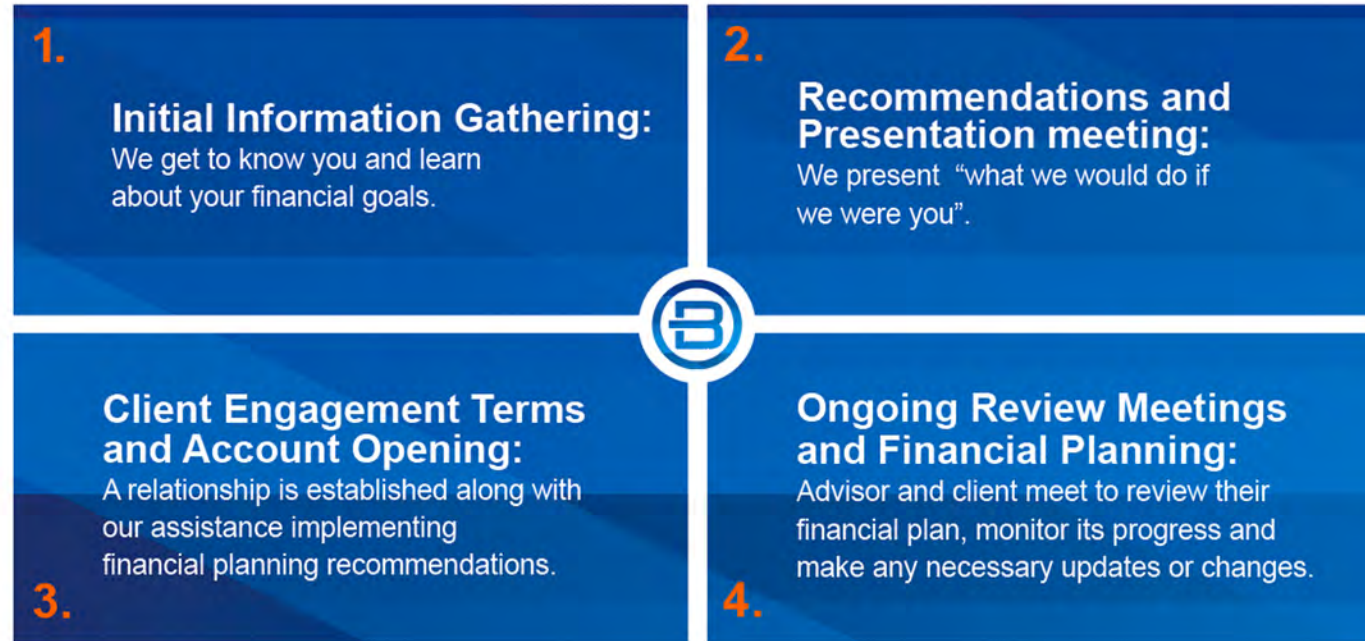 1.
Initial Information Gathering:
We get to know you and learn
about your financial goals.
2.
Recommendations and
Presentation meeting:
We present “what we would do if
we were you”.
B
Client Engagement Terms
and Account Opening:
A relationship is established along with
our assistance implementing
financial planning recommendations.
3.
Ongoing Review Meetings
and Financial Planning:
Advisor and client meet to review their
financial plan, monitor its progress and
make any necessary updates or changes.
4.